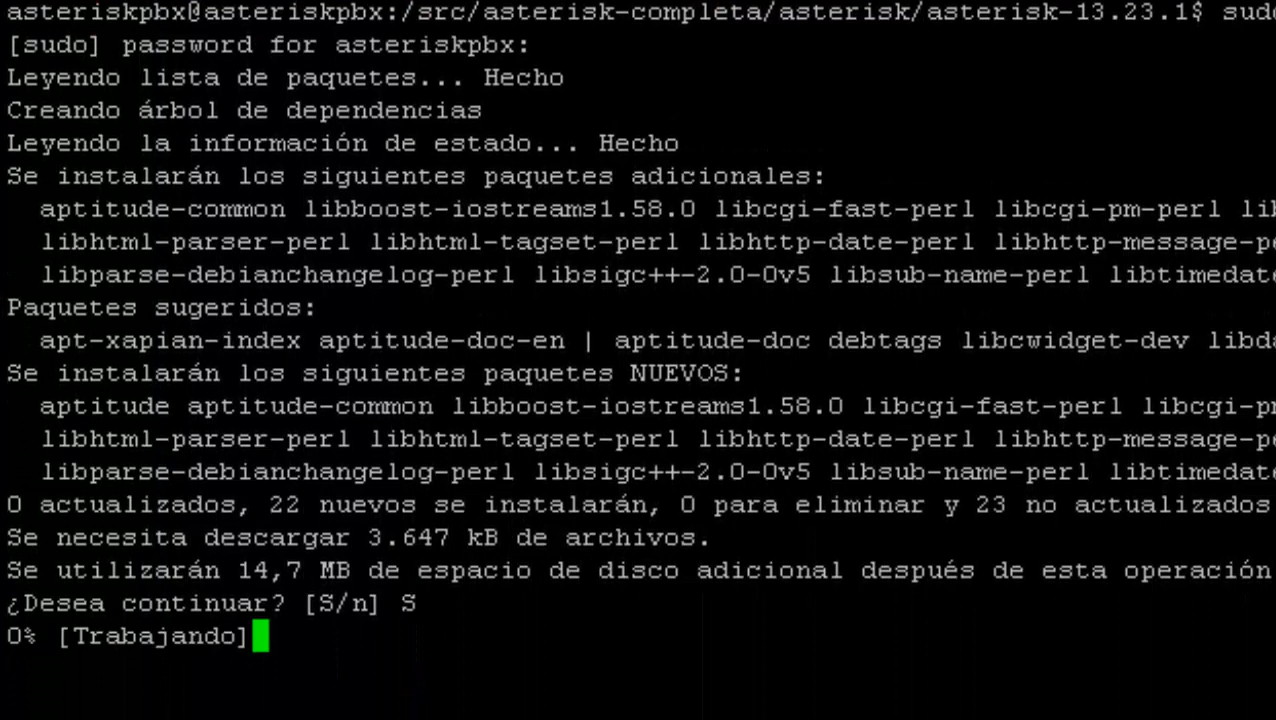 asteriskpbx@asteriskpbx:/src/asterisk-completa/asterisk/asterisk-13.23.1$
[sudo] password for asteriskpbx:
Leyendo lista de paquetes... Hecho
Creando árbol de dependencias
Leyendo la información de estado... Hecho
Se instalarán los siguientes paquetes adicionales:
aptitude-common libboost-iostreams1.58.0 libcgi-fast-perl libcgi-pm-perl
libhtml-parser-perl libhtml-tagset-perl libhttp-date-perl
libparse-debianchangelog-perl libsigc++-2.0-0v5 libsub-name-perl
Paquetes sugeridos:
apt-xapian-index aptitude-doc-en | aptitude-doc debtags libcwidget-dev
Se instalarán los siguientes paquetes NUEVOS:
aptitude aptitude-common libboost-iostreams1.58.0 libcgi-fast-perl
libhtml-parser-perl libhtml-tagset-perl libhttp-date-perl
libparse-debianchangelog-perl libsigc++-2.0-0v5 libsub-name-perl
0 actualizados, 22 nuevos se instalarán, 0 para eliminar y 23 no actualizados
Se necesita descargar 3.647 kB de archivos.
Se utilizarán 14,7 MB de espacio de disco adicional después de esta operación
¿Desea continuar? [S/n] S
0% [Trabajando]